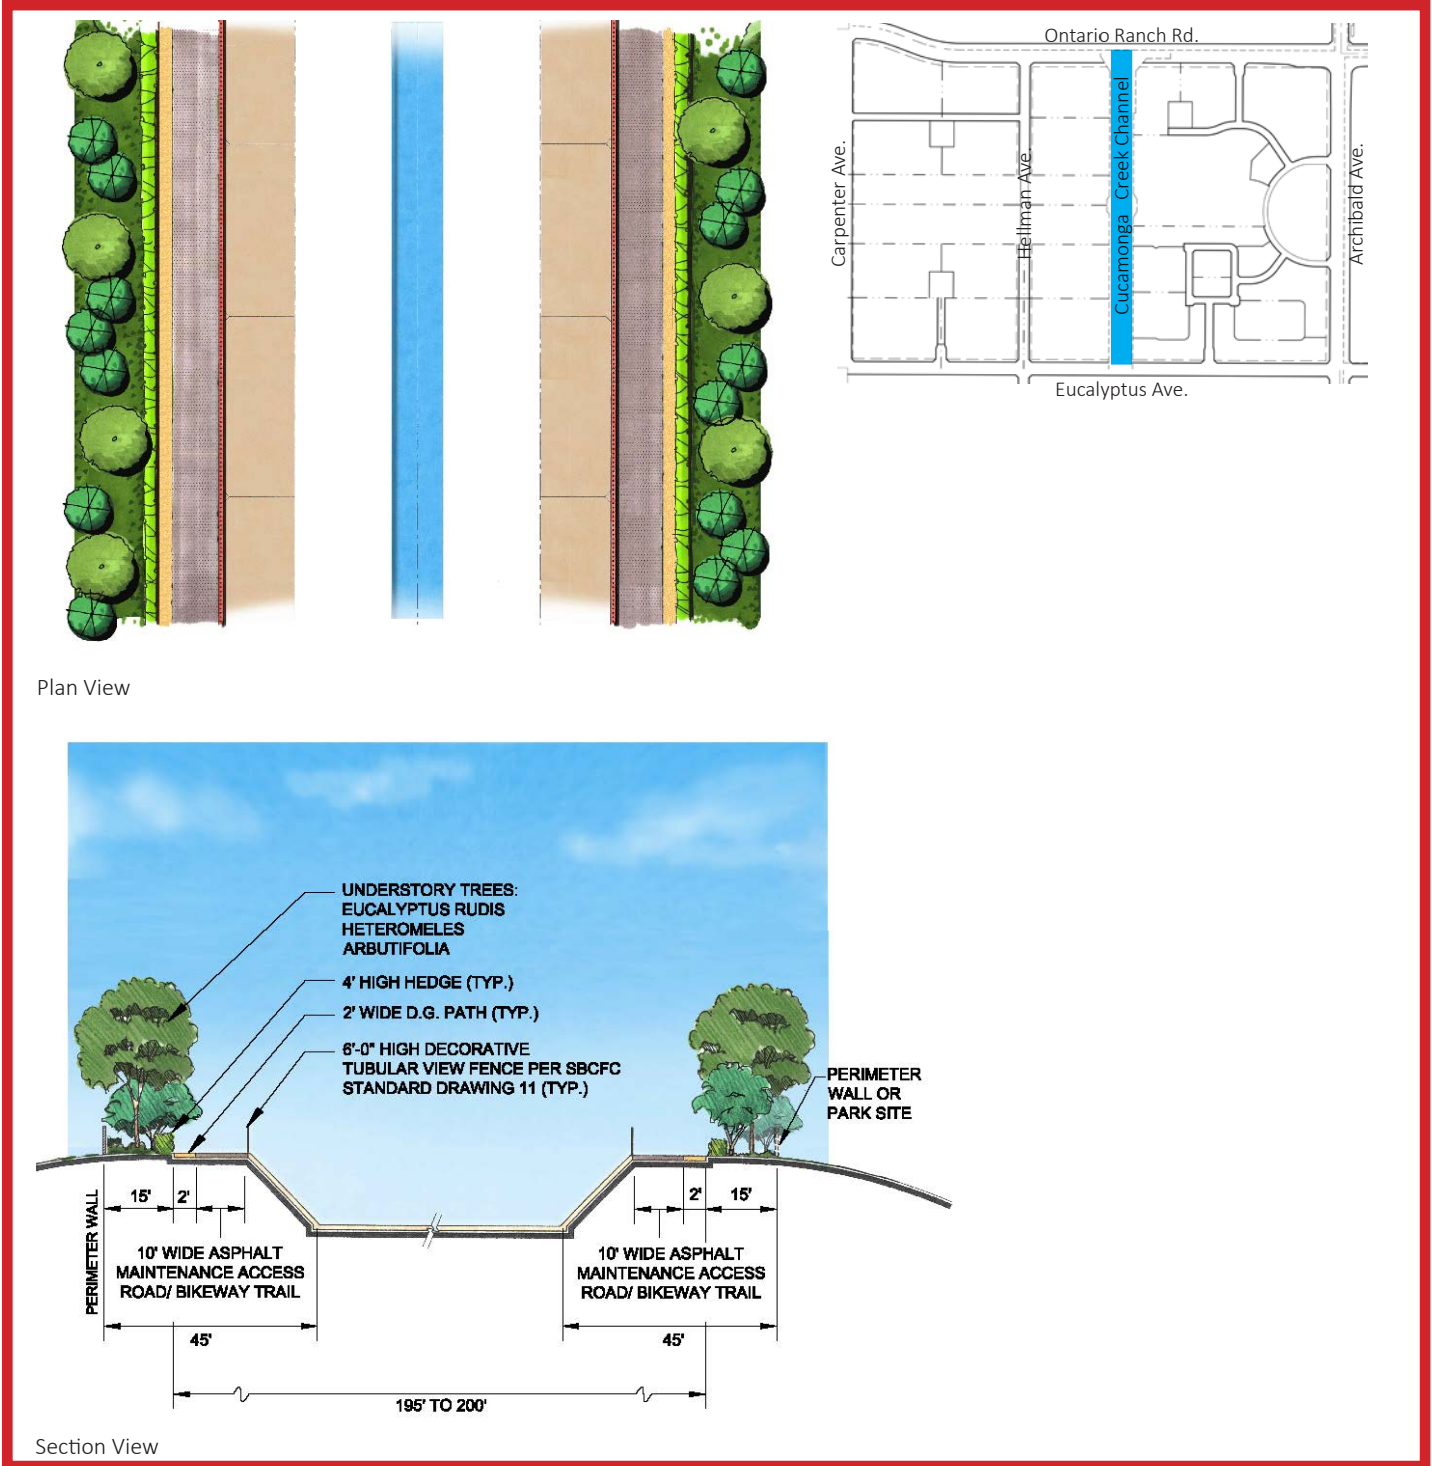 Ontario Ranch Rd.
Carpenter Ave.
Hellman Ave.
Cucamonga Creek Channel
Archibald Ave.
Eucalyptus Ave.
Plan View
UNDERSTORY TREES:
EUCALYPTUS RUDIS
HETEROMELES
ARBUTIFOLIA
4' HIGH HEDGE (TYP.)
2' WIDE D.G. PATH (TYP.)
6'-0" HIGH DECORATIVE
TUBULAR VIEW FENCE PER SBCFC
STANDARD DRAWING 11 (TYP.)
PERIMETER
WALL OR
PARK SITE
PERIMETER WALL
15'
2'
2'
15'
10' WIDE ASPHALT
MAINTENANCE ACCESS
ROAD/ BIKEWAY TRAIL
10' WIDE ASPHALT
MAINTENANCE ACCESS
ROAD/ BIKEWAY TRAIL
45'
45'
195' TO 200'
Section View